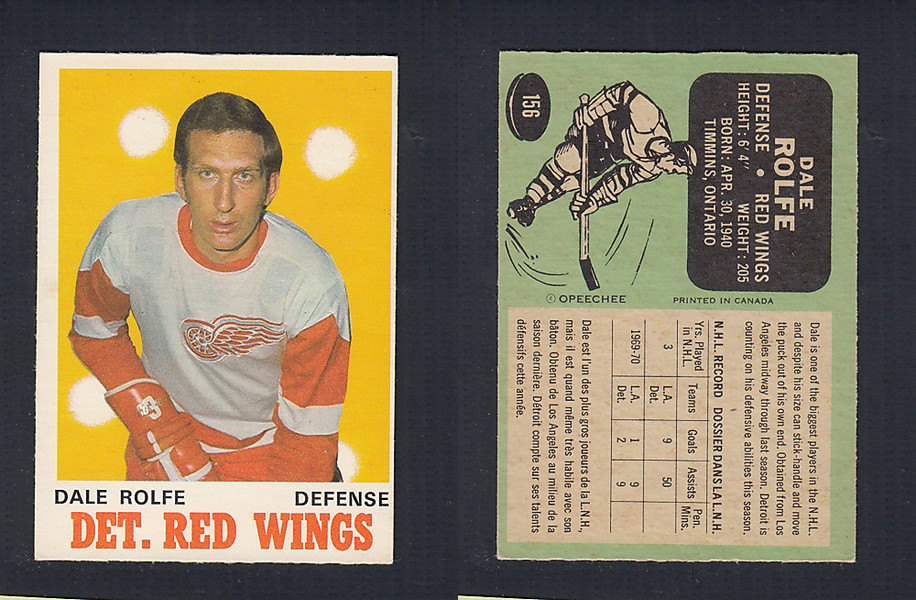 DALE ROLFE DEFENSE
DET. RED WINGS
156
DALE
ROLFE
DEFENSE • RED WINGS
HEIGHT: 6' 4" WEIGHT: 205
BORN: APR. 30, 1940
TIMMINS, ONTARIO
© OPEECHEE PRINTED IN CANADA
Dale is one of the biggest players in the N.H.L.
and despite his size can stick-handle and move
the puck out of his own end. Obtained from Los
Angeles midway through last season. Detroit is
counting on his defensive abilities this season.
N.H.L. RECORD DOSSIER DANS LA L.N.H.
Yrs. Played in N.H.L. Teams Goals Assists Pen. Mins.
3 L.A. Det. 9 50
1969-70 L.A. 1 9
Det. 2 9
Dale est l'un des plus gros joueurs de la L.N.H,
mais il est quand même très habile avec son
bâton. Obtenu de Los Angeles au milieu de la
saison dernière. Détroit compte sur ses talents
défensifs cette année.